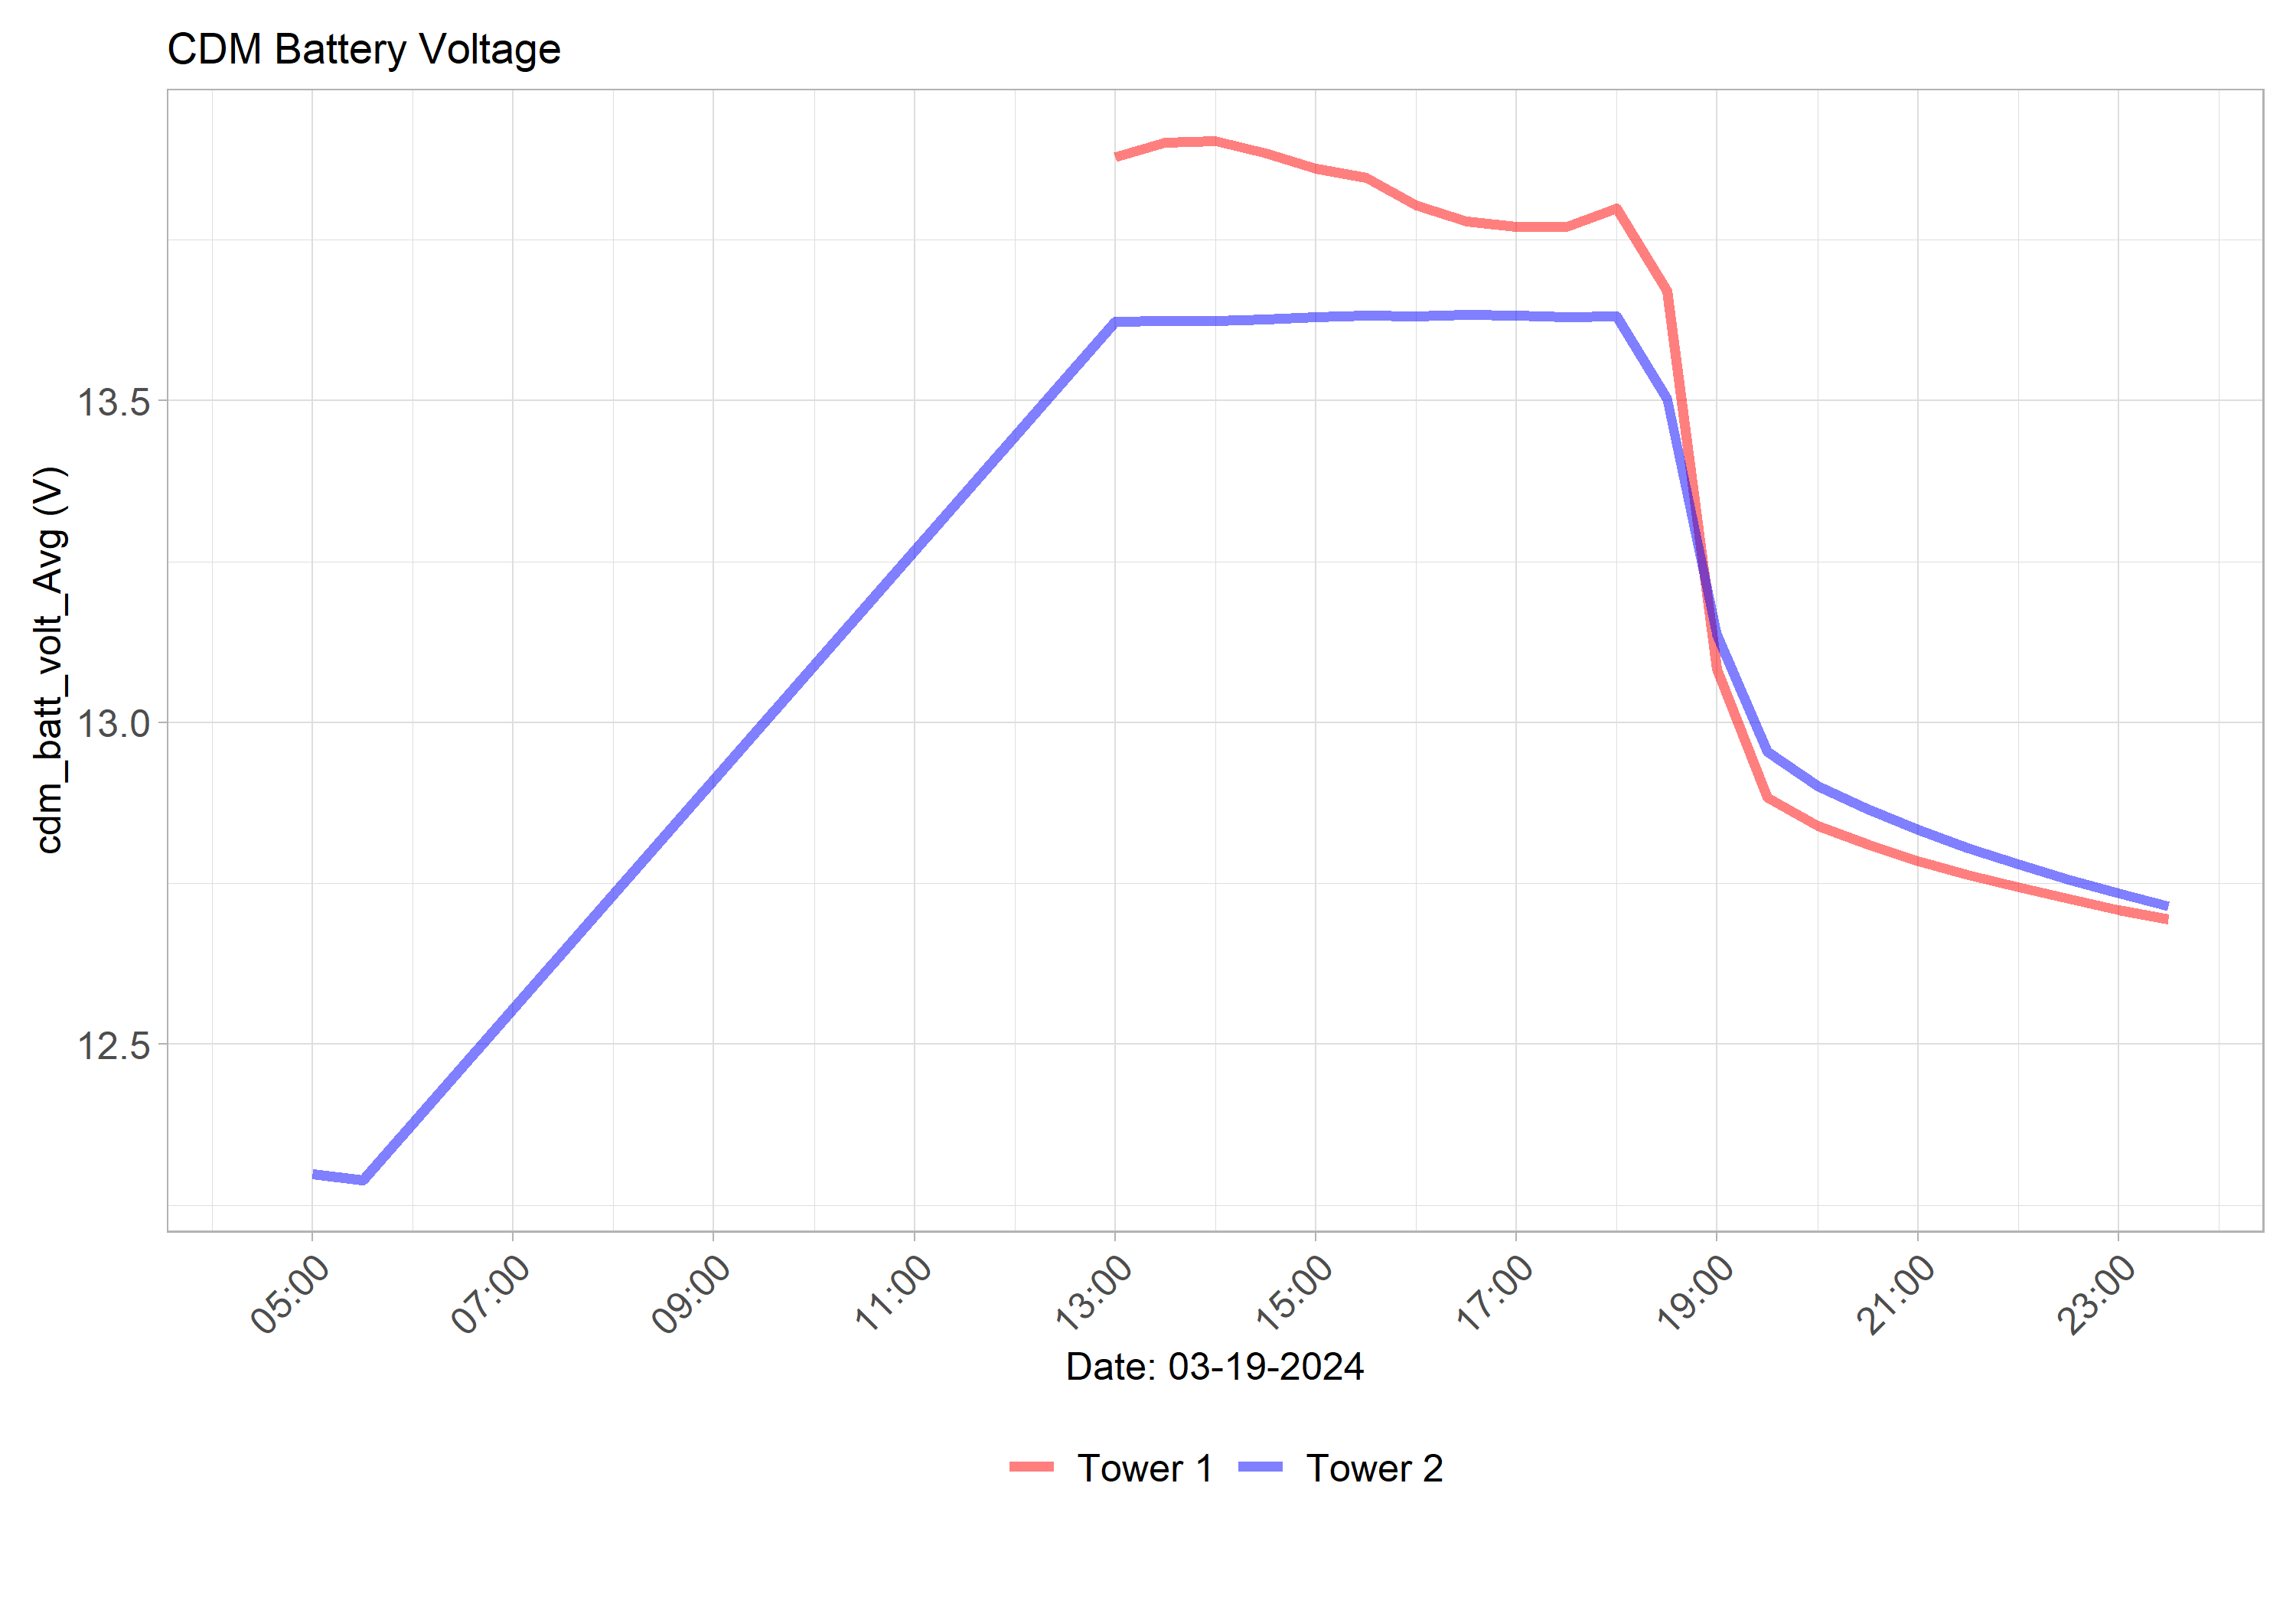 CDM Battery Voltage
cdm_batt_volt_Avg (V)
13.5
13.0
12.5
05:00 07:00 09:00 11:00 13:00 15:00 17:00 19:00 21:00 23:00
Date: 03-19-2024
Tower 1 Tower 2